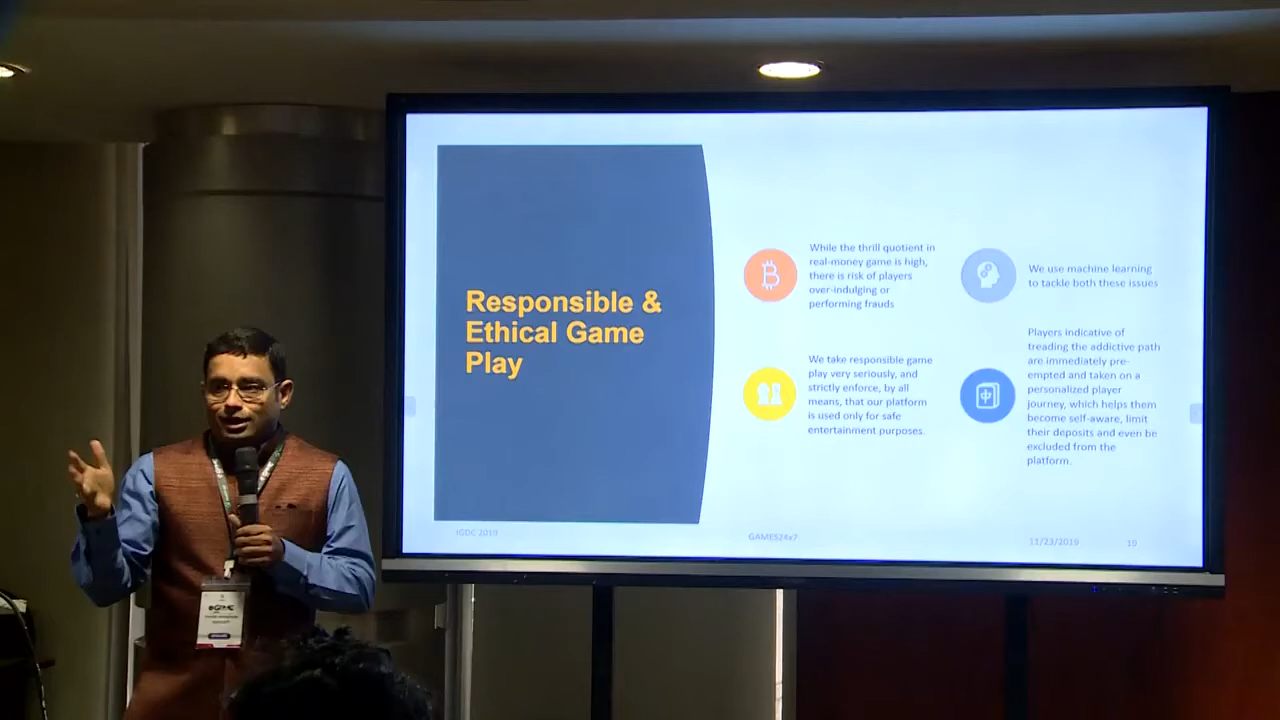 Responsible &
Ethical Game
Play
While the thrill quotient in
real-money game is high,
there is risk of players
over-indulging or
performing frauds
We use machine learning
to tackle both these issues
We take responsible game
play very seriously, and
strictly enforce, by all
means, that our platform
is used only for safe
entertainment purposes.
Players indicative of
treading the addictive path
are immediately pre-
empted and taken on a
personalized player
journey, which helps them
become self-aware, limit
their deposits and even be
excluded from the
platform.
IGDC 2019
GAMES24x7
11/23/2019
19